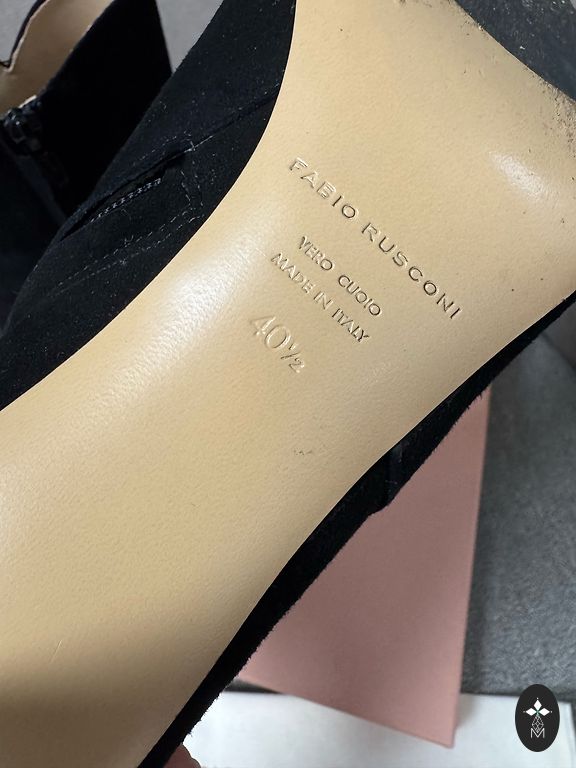 FABIO RUSCONI
VERO CUOIO
MADE IN ITALY
40½